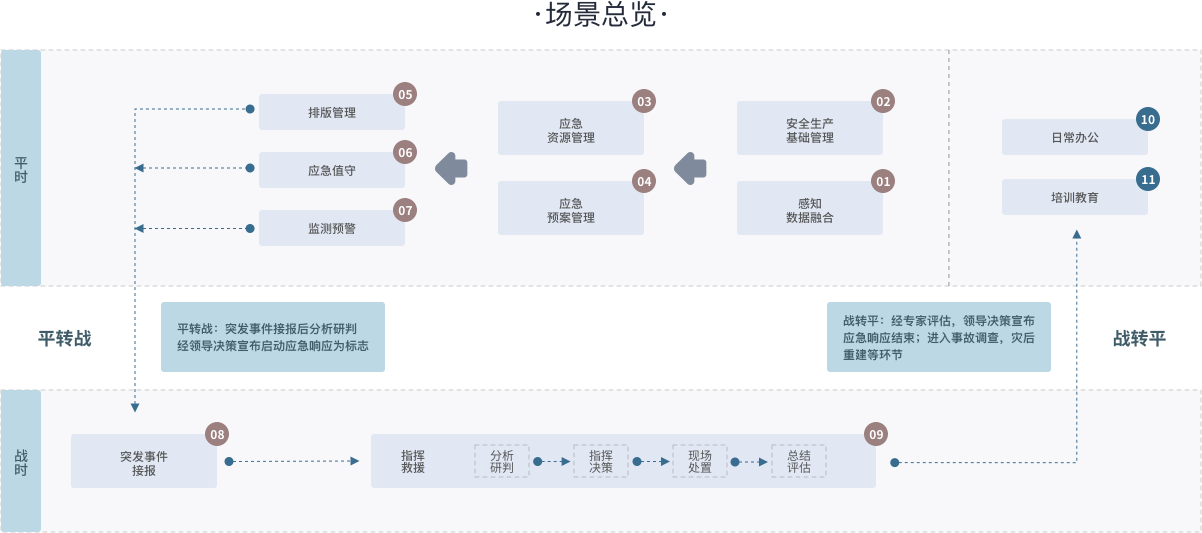 ·场景总览·
平
时
排版管理
05
应急值守
06
监测预警
07
应急
资源管理
03
应急
预案管理
04
安全生产
基础管理
02
感知
数据融合
01
日常办公
10
培训教育
11
平转战
平转战：突发事件接报后分析研判
经领导决策宣布启动应急响应为标志
战转平：经专家评估，领导决策宣布
应急响应结束；进入事故调查，灾后
重建等环节
战转平
战
时
突发事件
接报
08
指挥
救援
分析
研判
指挥
决策
现场
处置
总结
评估
09